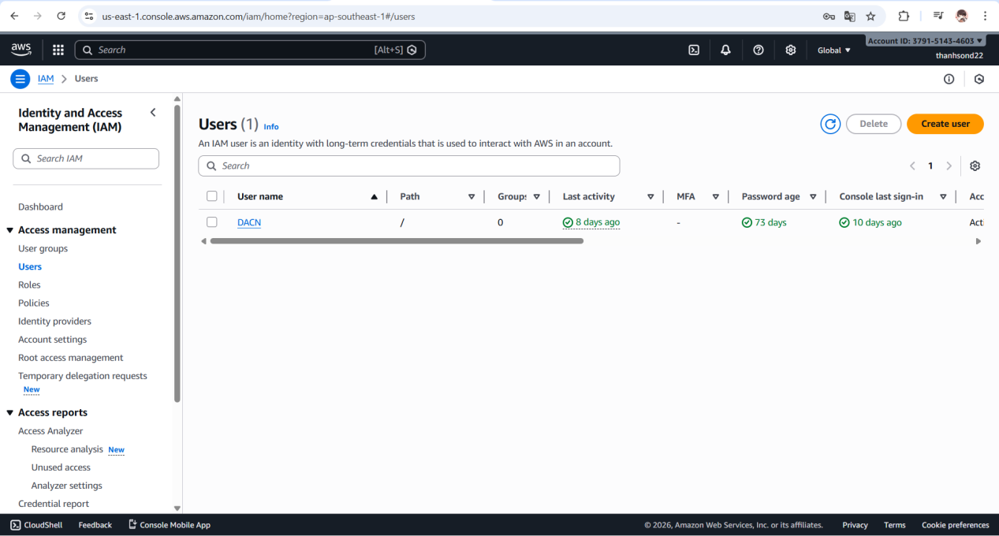 us-east-1.console.aws.amazon.com/iam/home?region=ap-southeast-1#/users
aws
Search
[Alt+S]
Global
Account ID: 3791-5143-4603
thanhsond22
IAM
Users
Identity and Access
Management (IAM)
Search IAM
Dashboard
Access management
User groups
Users
Roles
Policies
Identity providers
Account settings
Root access management
Temporary delegation requests
New
Access reports
Access Analyzer
Resource analysis New
Unused access
Analyzer settings
Credential report
Users (1) Info
Delete
Create user
An IAM user is an identity with long-term credentials that is used to interact with AWS in an account.
Search
1
User name Path Group: Last activity MFA Password age Console last sign-in Acc
DACN / 0 8 days ago - 73 days 10 days ago Acti
CloudShell Feedback Console Mobile App © 2026, Amazon Web Services, Inc. or its affiliates. Privacy Terms Cookie preferences